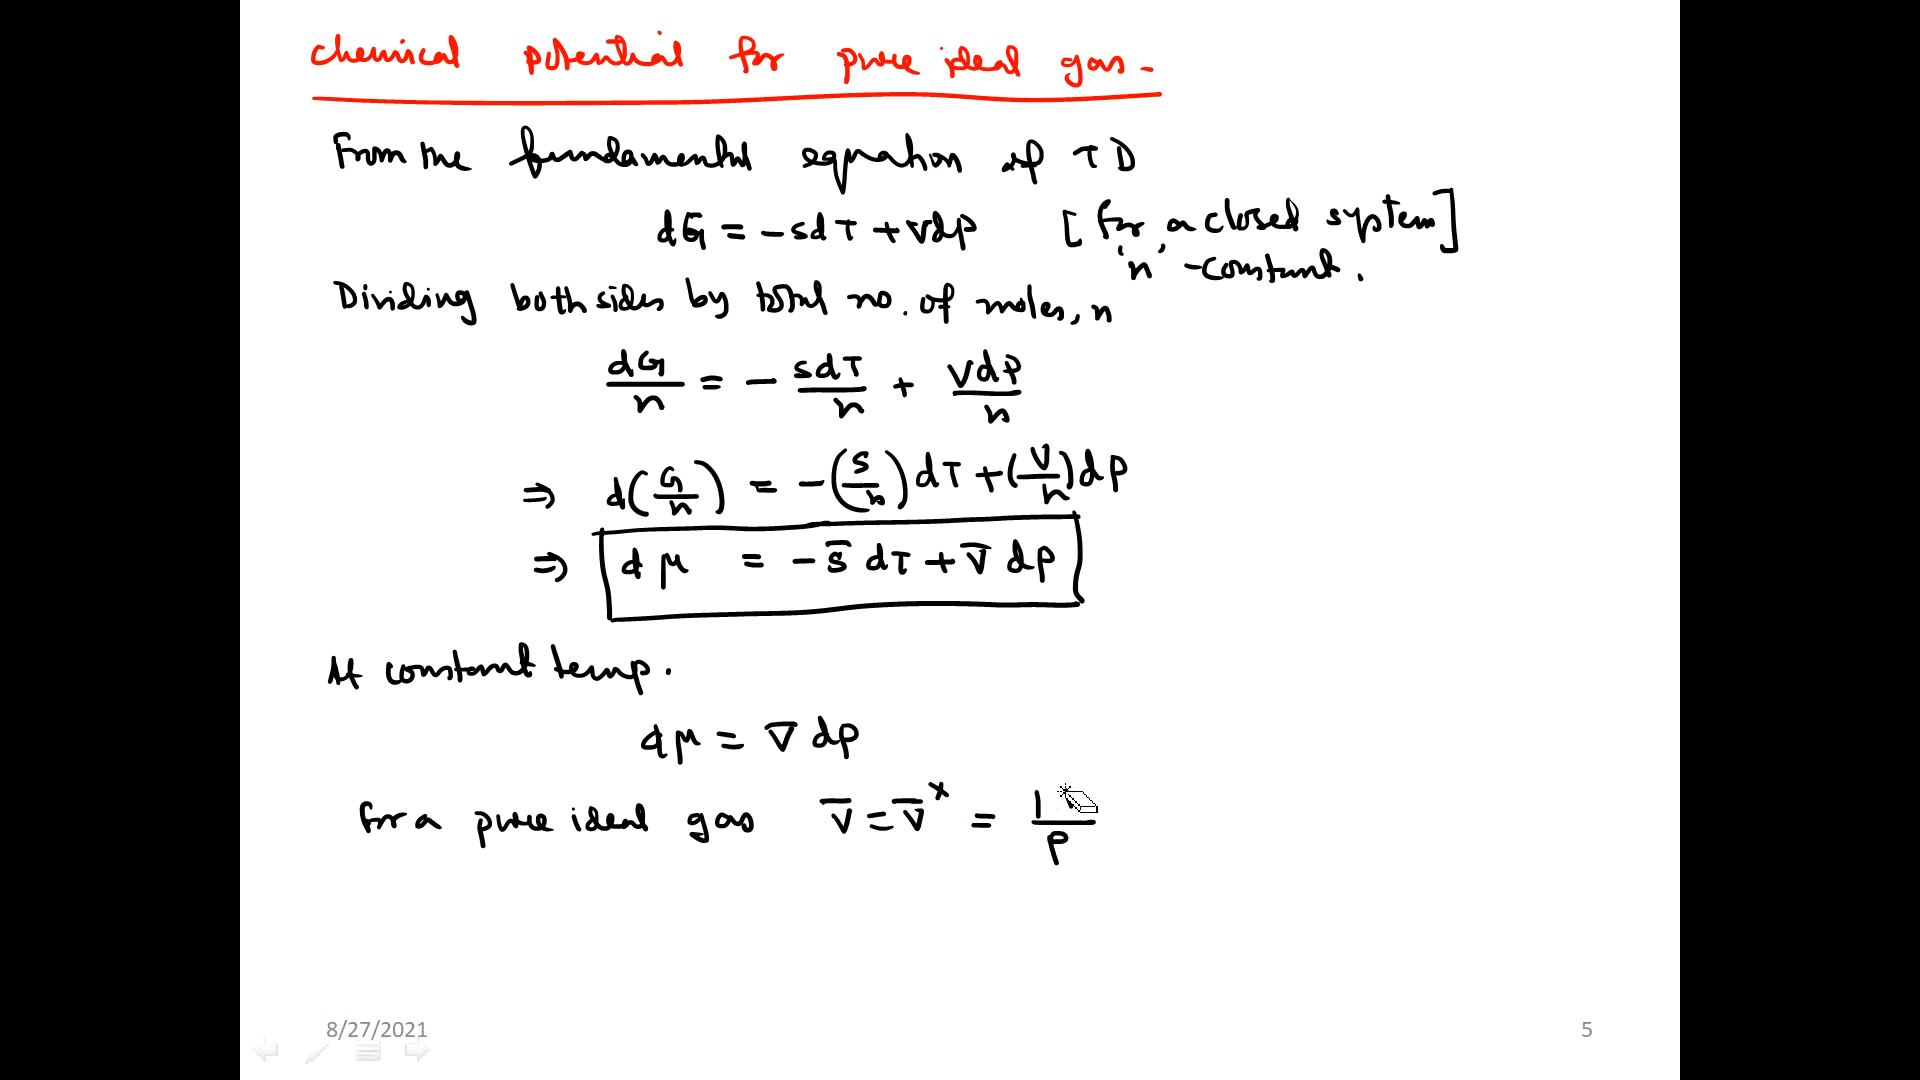 chemical potential for pure ideal gas-
From the fundamental equation of TD
dG = -SdT + Vdp [for a closed system]
'n' -constant.
Dividing both sides by total no. of moles, n
dG/n = - SdT/n + Vdp/n
⇒ d(G/n) = -(S/n)dT + (V/n)dp
⇒ dμ = -S̅ dT + V̅ dp
At constant temp.
dμ = V̅ dp
for a pure ideal gas V̅ = V̅* = 1/P
8/27/2021
5